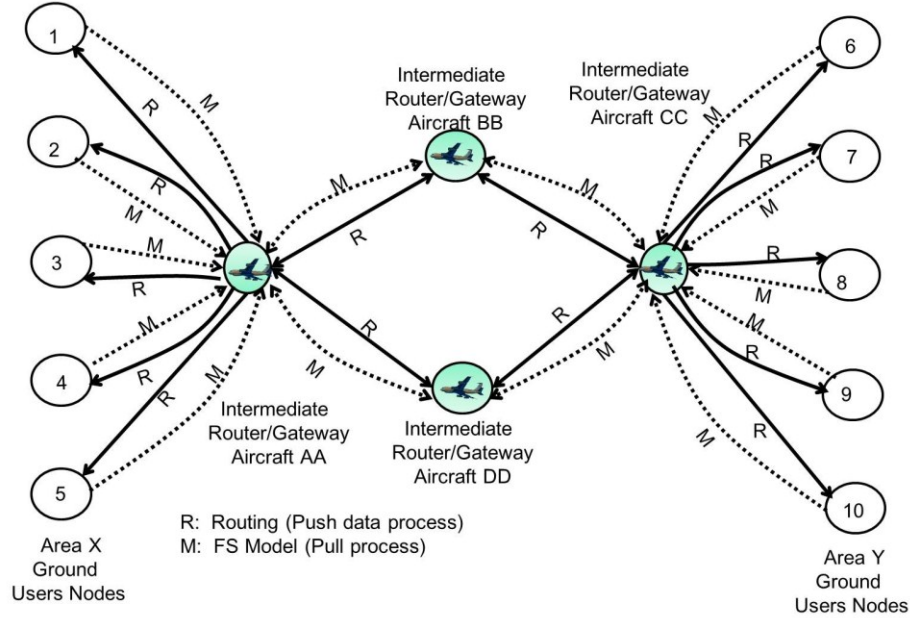 1
2
3
4
5
6
7
8
9
10
Intermediate
Router/Gateway
Aircraft BB
Intermediate
Router/Gateway
Aircraft CC
Intermediate
Router/Gateway
Aircraft AA
Intermediate
Router/Gateway
Aircraft DD
M
R
R
M
M
R
M
R
M
R
M
R
M
R
R
M
M
R
R
M
M
R
R
M
R
M
R
M
R
M
R: Routing (Push data process)
M: FS Model (Pull process)
Area X
Ground
Users Nodes
Area Y
Ground
Users Nodes